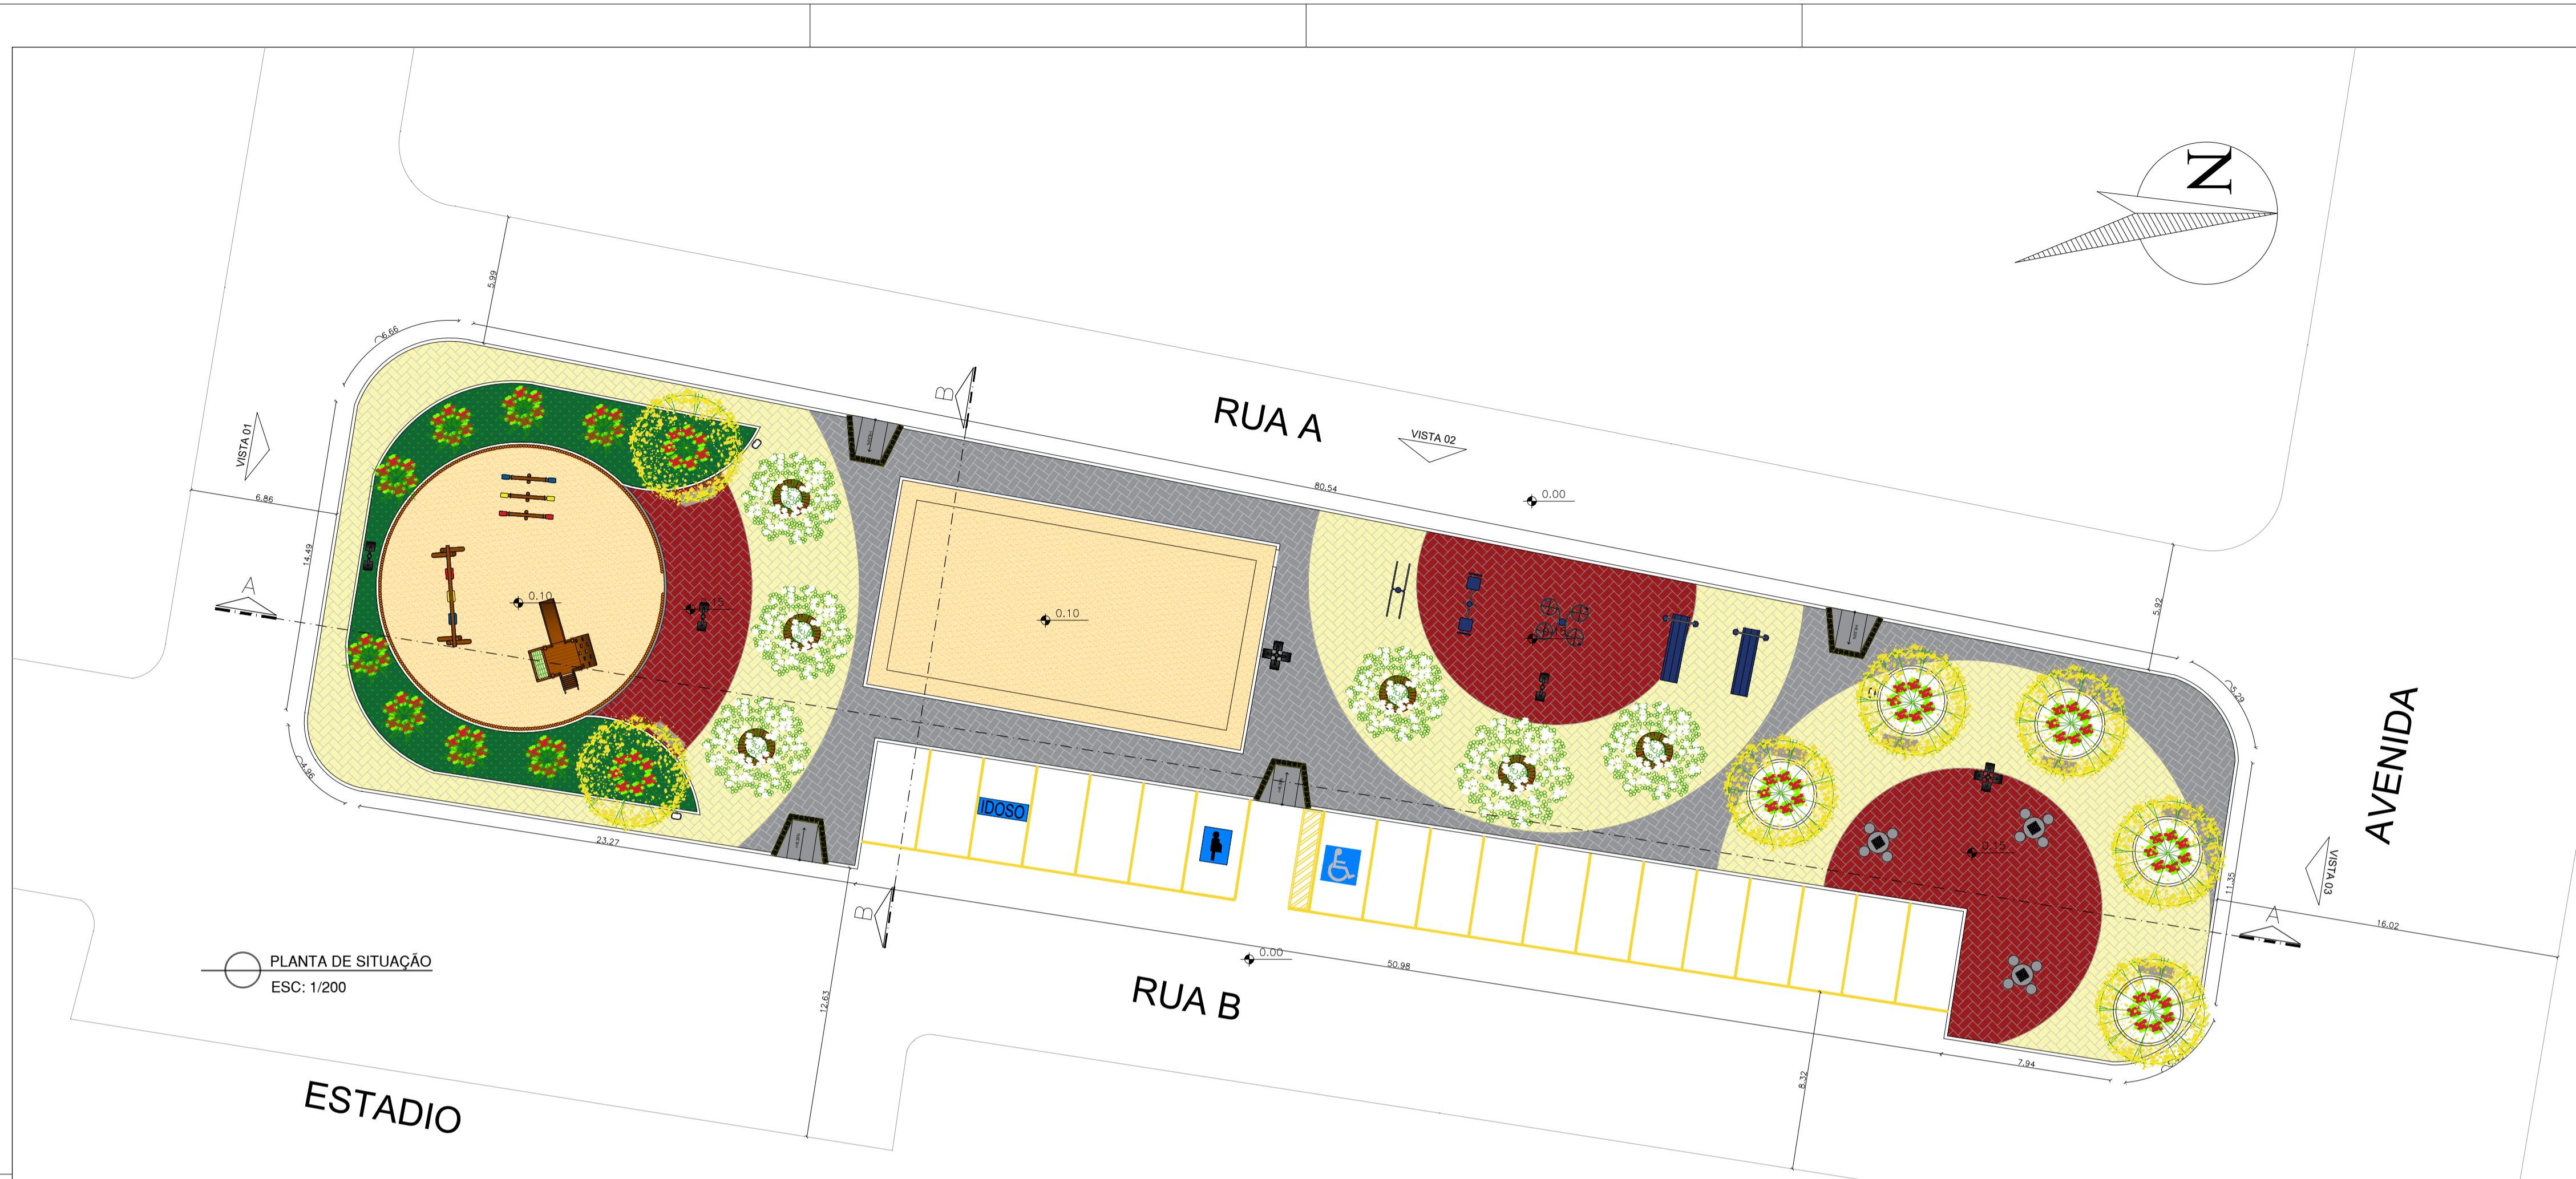 N
5.99
6.66
B
RUA A
VISTA 02
VISTA 01
80.54
0.00
6.86
14.49
0.10
0.10
5.92
5.29
A
AVENIDA
IDOSO
0.15
VISTA 03
11.35
4.96
23.27
B
A
16.02
0.00
50.98
PLANTA DE SITUAÇÃO
ESC: 1/200
12.63
RUA B
7.94
8.32
ESTADIO